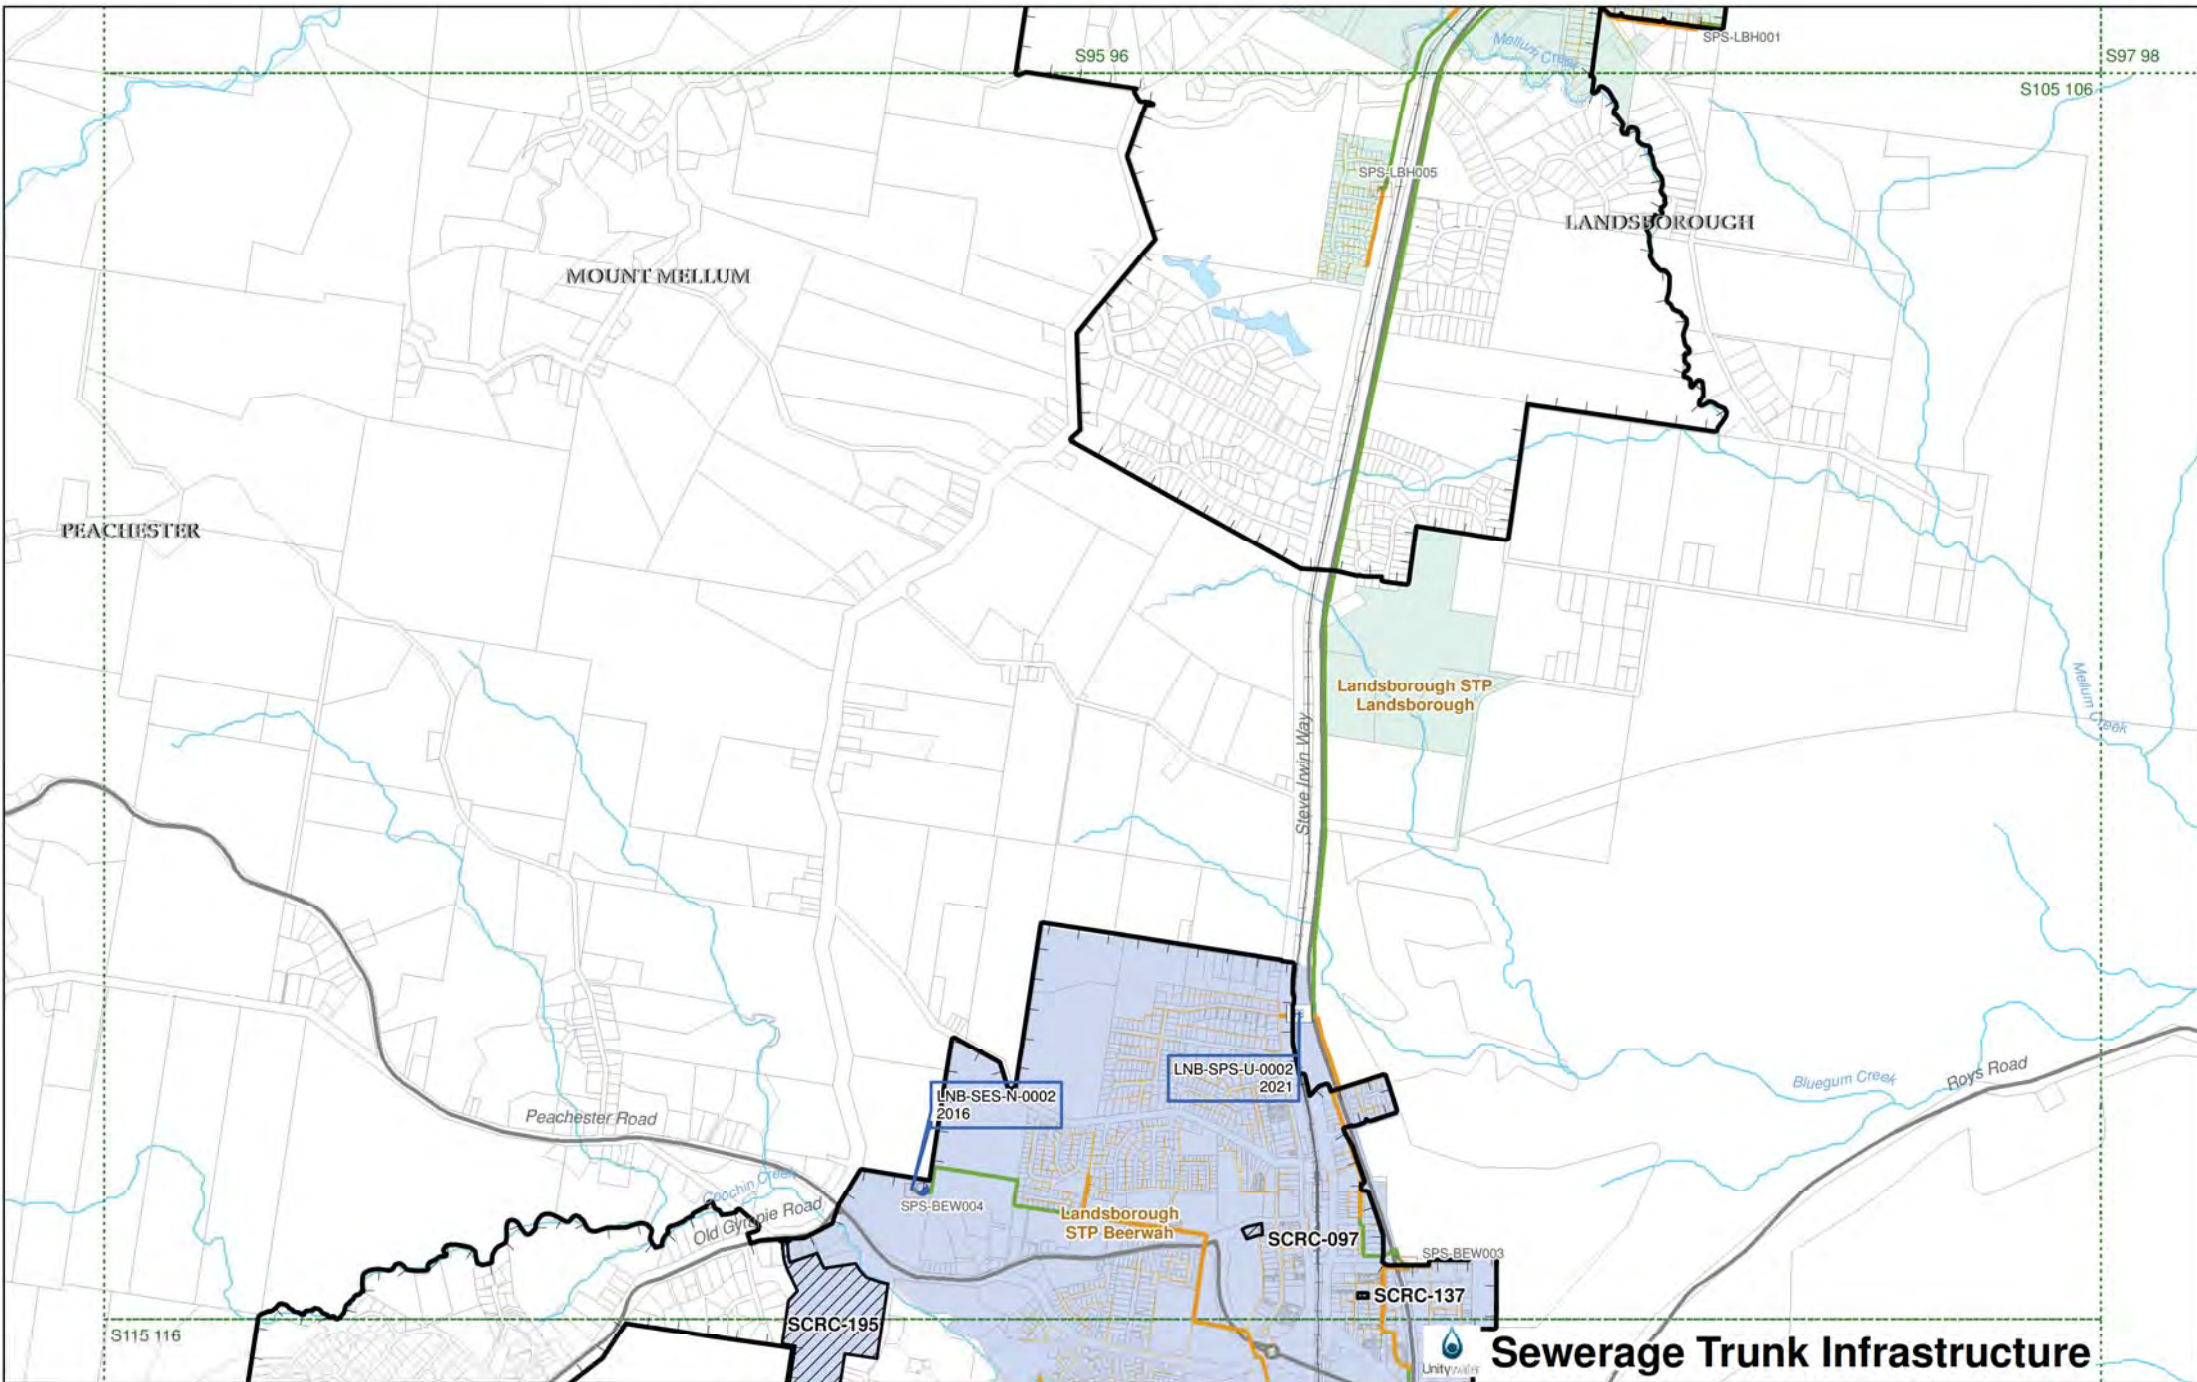 SPS-LBH001
Mellum Creek
S95 96
S97 98
S105 106
SPS-LBH005
LANDSBOROUGH
MOUNT MELLUM
PEACHESTER
Landsborough STP
Landsborough
Mellum Creek
Steve Irwin Way
LNB-SPS-U-0002
2021
LNB-SES-N-0002
2016
Roys Road
Bluegum Creek
Peachester Road
Coochin Creek
Old Gympie Road
SPS-BEW004
Landsborough
STP Beerwah
SCRC-097
SPS-BEW003
SCRC-137
SCRC-195
S115 116
Unitywater
Sewerage Trunk Infrastructure